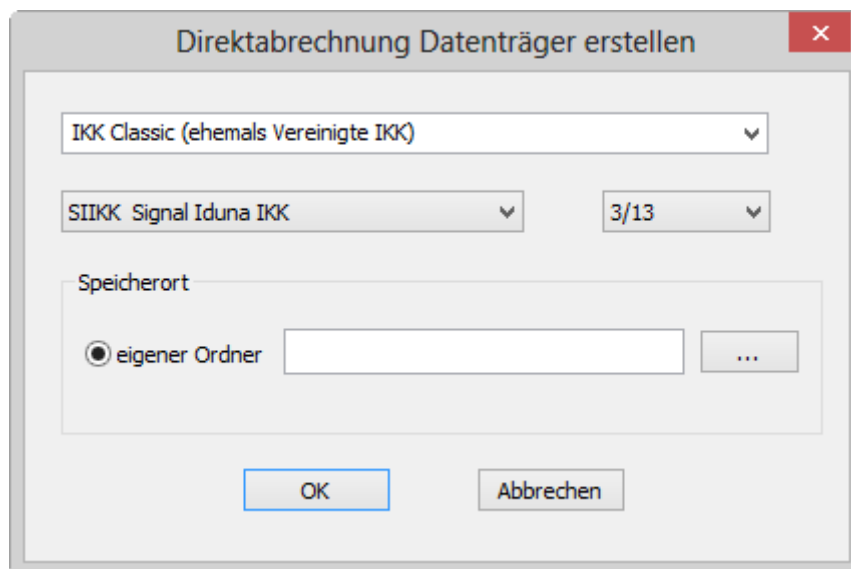 Direktabrechnung Datenträger erstellen
IKK Classic (ehemals Vereinigte IKK)
SIIKK Signal Iduna IKK
3/13
Speicherort
eigener Ordner
...
OK
Abbrechen